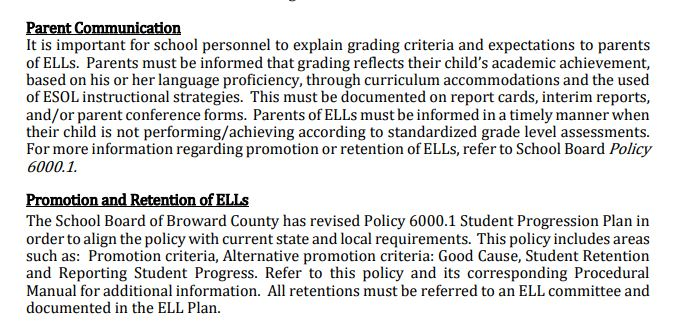 Parent Communication
It is important for school personnel to explain grading criteria and expectations to parents
of ELLs. Parents must be informed that grading reflects their child's academic achievement,
based on his or her language proficiency, through curriculum accommodations and the used
of ESOL instructional strategies. This must be documented on report cards, interim reports,
and/or parent conference forms. Parents of ELLs must be informed in a timely manner when
their child is not performing/achieving according to standardized grade level assessments.
For more information regarding promotion or retention of ELLs, refer to School Board Policy
6000.1.
Promotion and Retention of ELLs
The School Board of Broward County has revised Policy 6000.1 Student Progression Plan in
order to align the policy with current state and local requirements. This policy includes areas
such as: Promotion criteria, Alternative promotion criteria: Good Cause, Student Retention
and Reporting Student Progress. Refer to this policy and its corresponding Procedural
Manual for additional information. All retentions must be referred to an ELL committee and
documented in the ELL Plan.